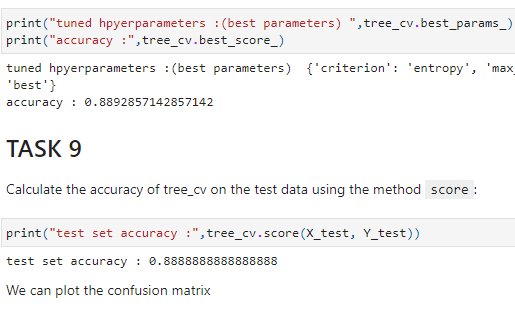 print("tuned hpyerparameters :(best parameters) ",tree_cv.best_params_)
print("accuracy :",tree_cv.best_score_)
tuned hpyerparameters :(best parameters)  {'criterion': 'entropy', 'max_
'best'}
accuracy : 0.8892857142857142
TASK 9
Calculate the accuracy of tree_cv on the test data using the method score :
print("test set accuracy :",tree_cv.score(X_test, Y_test))
test set accuracy : 0.8888888888888888
We can plot the confusion matrix